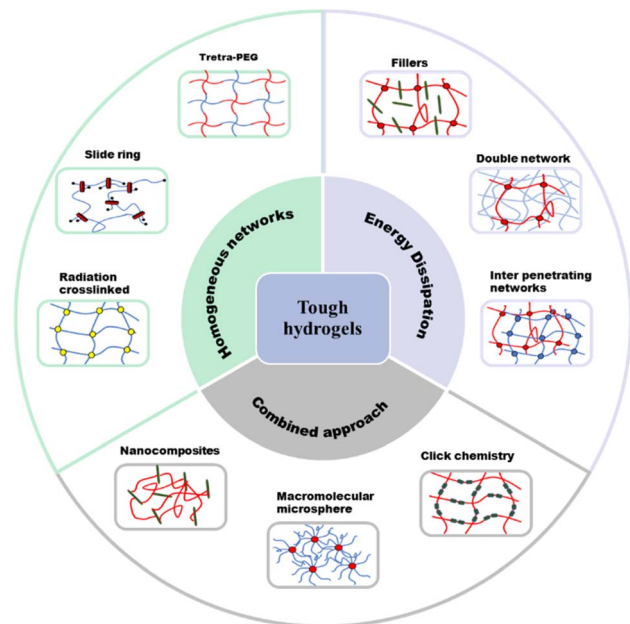 Tretra-PEG
Slide ring
Radiation
crosslinked
Fillers
Double network
Inter penetrating
networks
Homogeneous networks
Energy Dissipation
Tough
hydrogels
Combined approach
Nanocomposites
Macromolecular
microsphere
Click chemistry